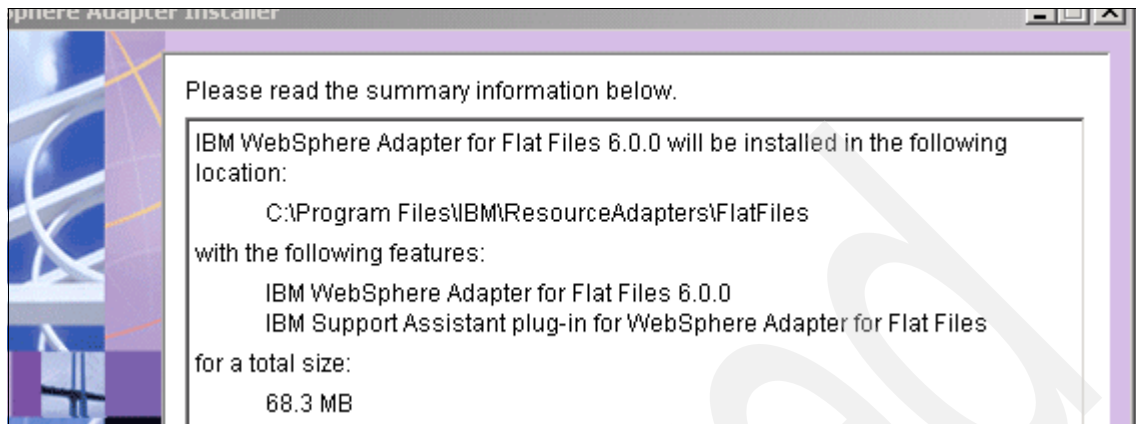 sphere Adapter Installer
Please read the summary information below.
IBM WebSphere Adapter for Flat Files 6.0.0 will be installed in the following
location:
C:\Program Files\IBM\ResourceAdapters\FlatFiles
with the following features:
IBM WebSphere Adapter for Flat Files 6.0.0
IBM Support Assistant plug-in for WebSphere Adapter for Flat Files
for a total size:
68.3 MB